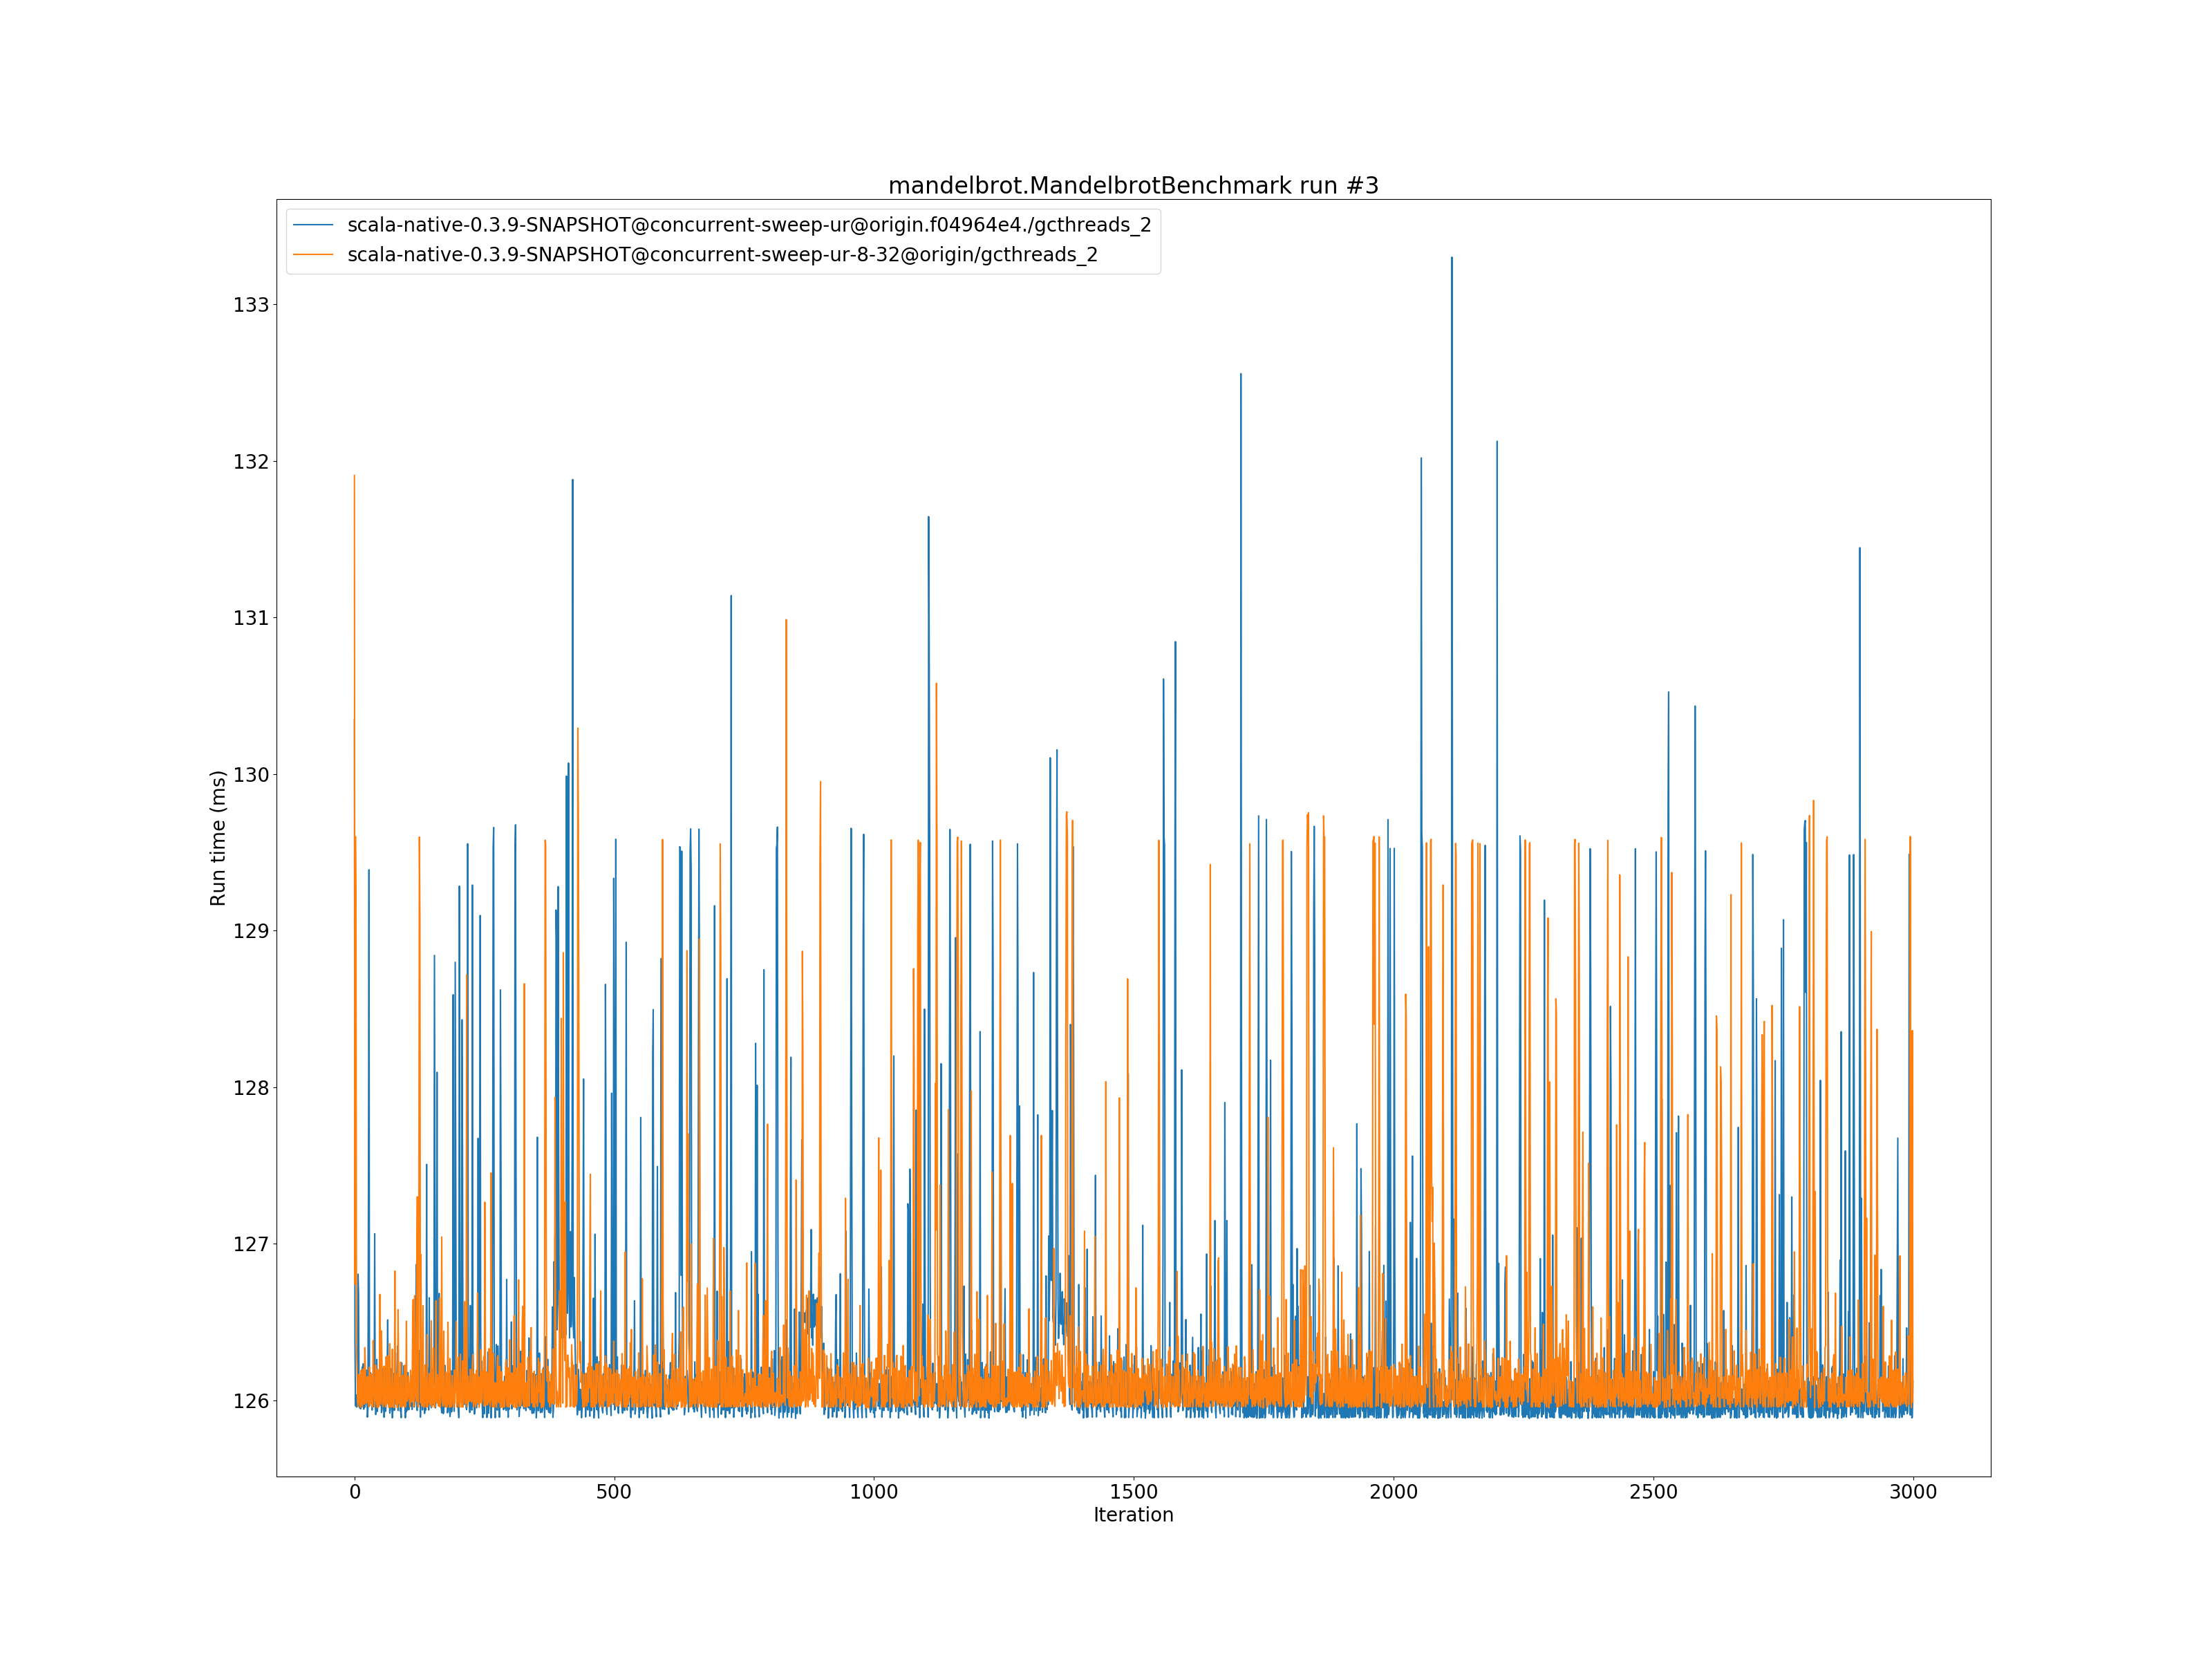 mandelbrot.MandelbrotBenchmark run #3
scala-native-0.3.9-SNAPSHOT@concurrent-sweep-ur@origin.f04964e4./gcthreads_2
scala-native-0.3.9-SNAPSHOT@concurrent-sweep-ur-8-32@origin/gcthreads_2
133
132
131
130
129
128
127
126
Run time (ms)
0 500 1000 1500 2000 2500 3000
Iteration